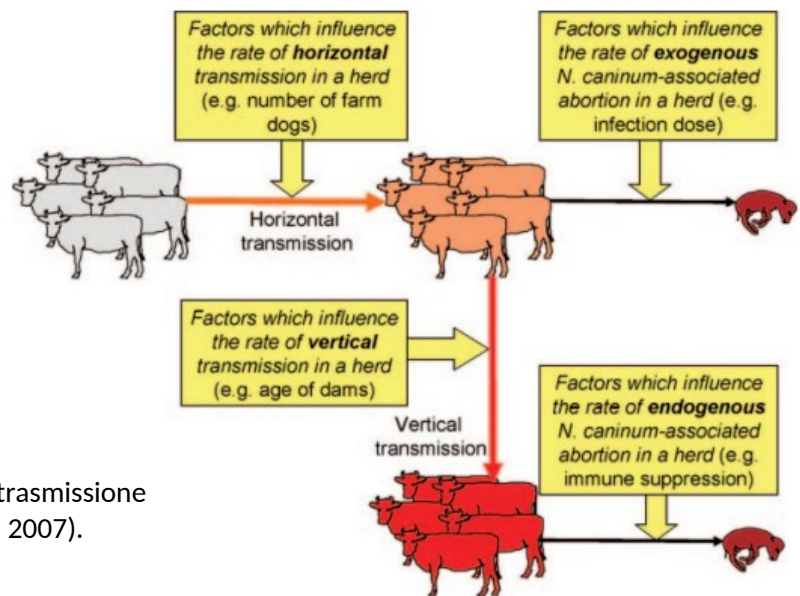 Factors which influence
the rate of horizontal
transmission in a herd
(e.g. number of farm
dogs)
Factors which influence
the rate of exogenous
N. caninum-associated
abortion in a herd (e.g.
infection dose)
Horizontal
transmission
Factors which influence
the rate of vertical
transmission in a herd
(e.g. age of dams)
Factors which influence
the rate of endogenous
N. caninum-associated
abortion in a herd (e.g.
immune suppression)
Vertical
transmission
trasmissione
2007).